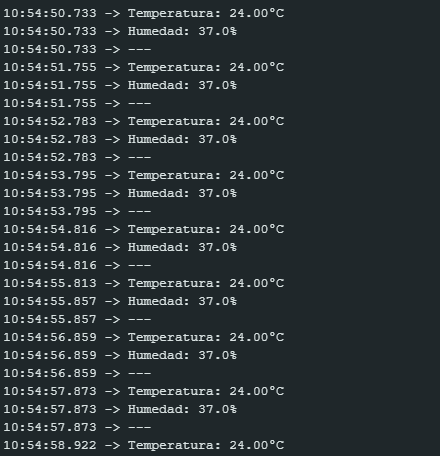 10:54:50.733 -> Temperatura: 24.00°C
10:54:50.733 -> Humedad: 37.0%
10:54:50.733 -> ---
10:54:51.755 -> Temperatura: 24.00°C
10:54:51.755 -> Humedad: 37.0%
10:54:51.755 -> ---
10:54:52.783 -> Temperatura: 24.00°C
10:54:52.783 -> Humedad: 37.0%
10:54:52.783 -> ---
10:54:53.795 -> Temperatura: 24.00°C
10:54:53.795 -> Humedad: 37.0%
10:54:53.795 -> ---
10:54:54.816 -> Temperatura: 24.00°C
10:54:54.816 -> Humedad: 37.0%
10:54:54.816 -> ---
10:54:55.813 -> Temperatura: 24.00°C
10:54:55.857 -> Humedad: 37.0%
10:54:55.857 -> ---
10:54:56.859 -> Temperatura: 24.00°C
10:54:56.859 -> Humedad: 37.0%
10:54:56.859 -> ---
10:54:57.873 -> Temperatura: 24.00°C
10:54:57.873 -> Humedad: 37.0%
10:54:57.873 -> ---
10:54:58.922 -> Temperatura: 24.00°C